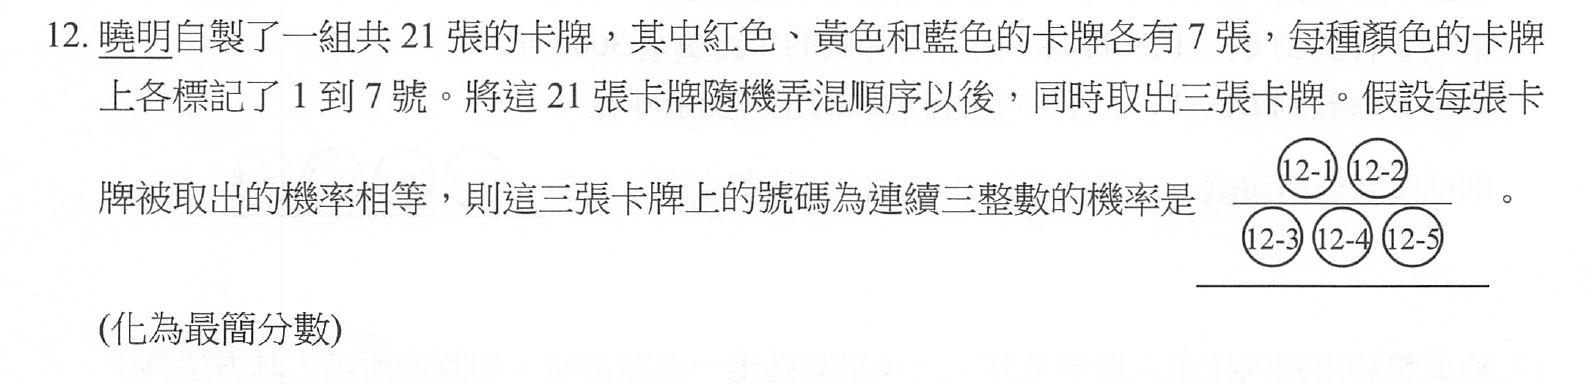 12. 曉明自製了一組共 21 張的卡牌，其中紅色、黃色和藍色的卡牌各有 7 張，每種顏色的卡牌
上各標記了 1 到 7 號。將這 21 張卡牌隨機弄混順序以後，同時取出三張卡牌。假設每張卡
牌被取出的機率相等，則這三張卡牌上的號碼為連續三整數的機率是 12-1 12-2 。
12-3 12-4 12-5
(化為最簡分數)